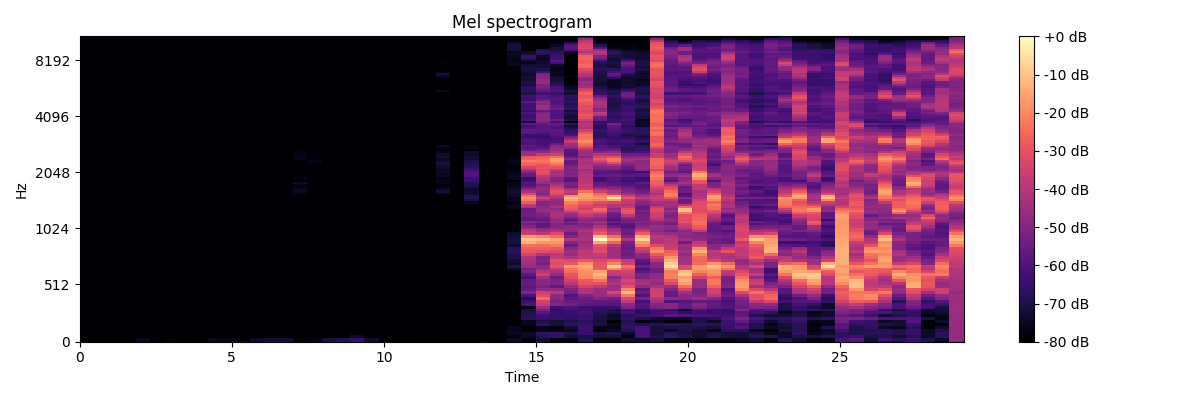 Mel spectrogram
Hz
8192
4096
2048
1024
512
0
0 5 10 15 20 25
Time
+0 dB
-10 dB
-20 dB
-30 dB
-40 dB
-50 dB
-60 dB
-70 dB
-80 dB